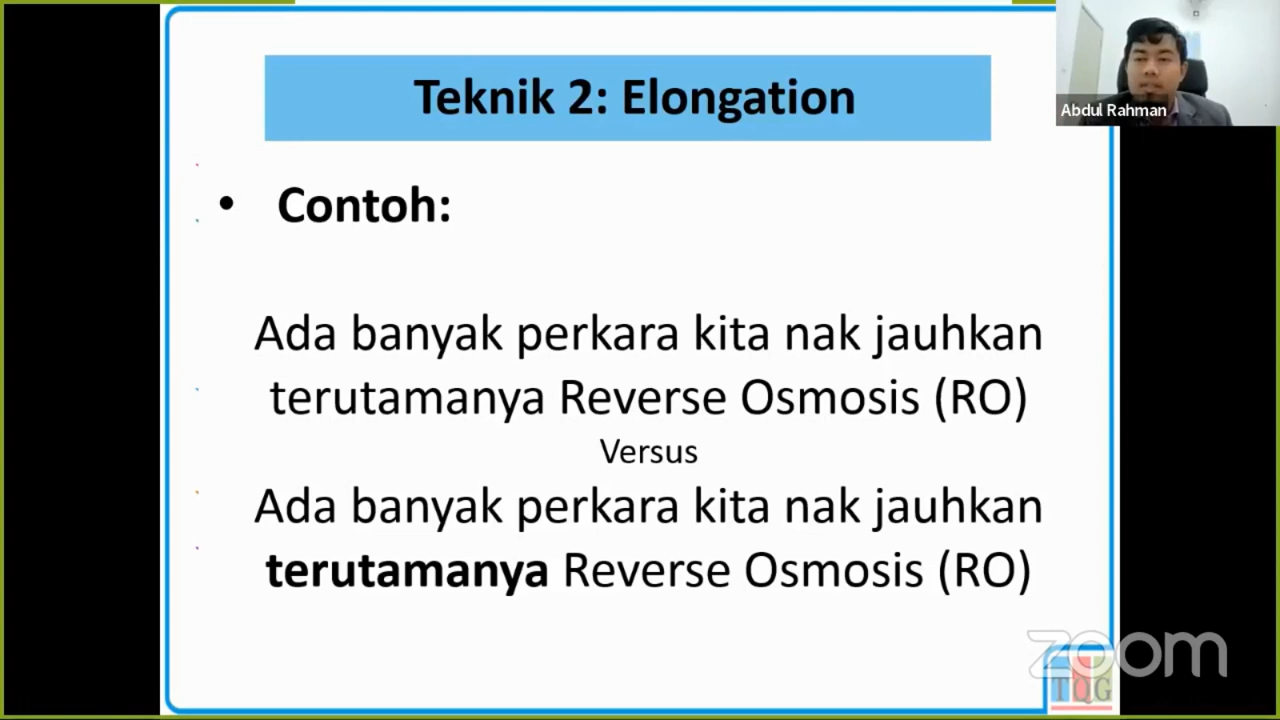 Teknik 2: Elongation
Abdul Rahman
• Contoh:
Ada banyak perkara kita nak jauhkan
terutamanya Reverse Osmosis (RO)
Versus
Ada banyak perkara kita nak jauhkan
terutamanya Reverse Osmosis (RO)
zoom
TQG